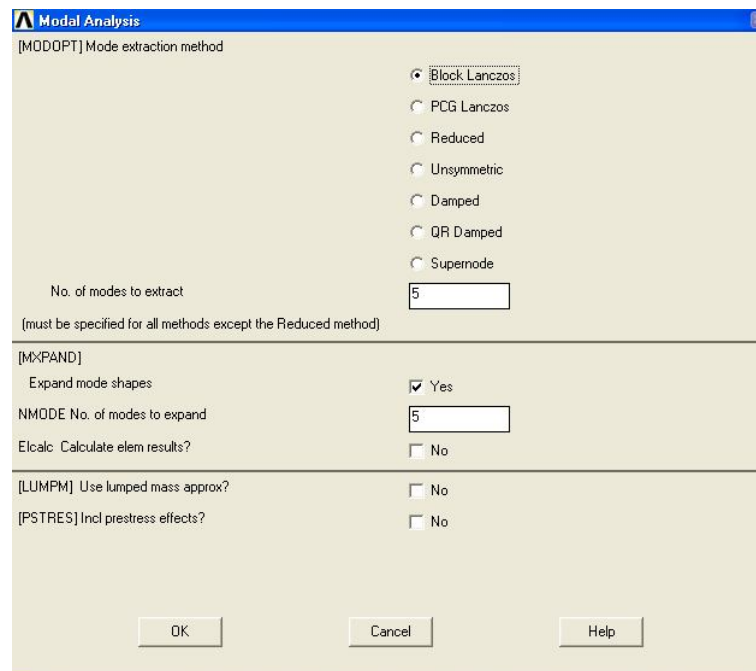 Modal Analysis
[MODOPT] Mode extraction method
Block Lanczos
PCG Lanczos
Reduced
Unsymmetric
Damped
QR Damped
Supernode
No. of modes to extract 5
(must be specified for all methods except the Reduced method)
[MXPAND]
Expand mode shapes Yes
NMODE No. of modes to expand 5
Elcalc Calculate elem results? No
[LUMPM] Use lumped mass approx? No
[PSTRES] Incl prestress effects? No
OK Cancel Help